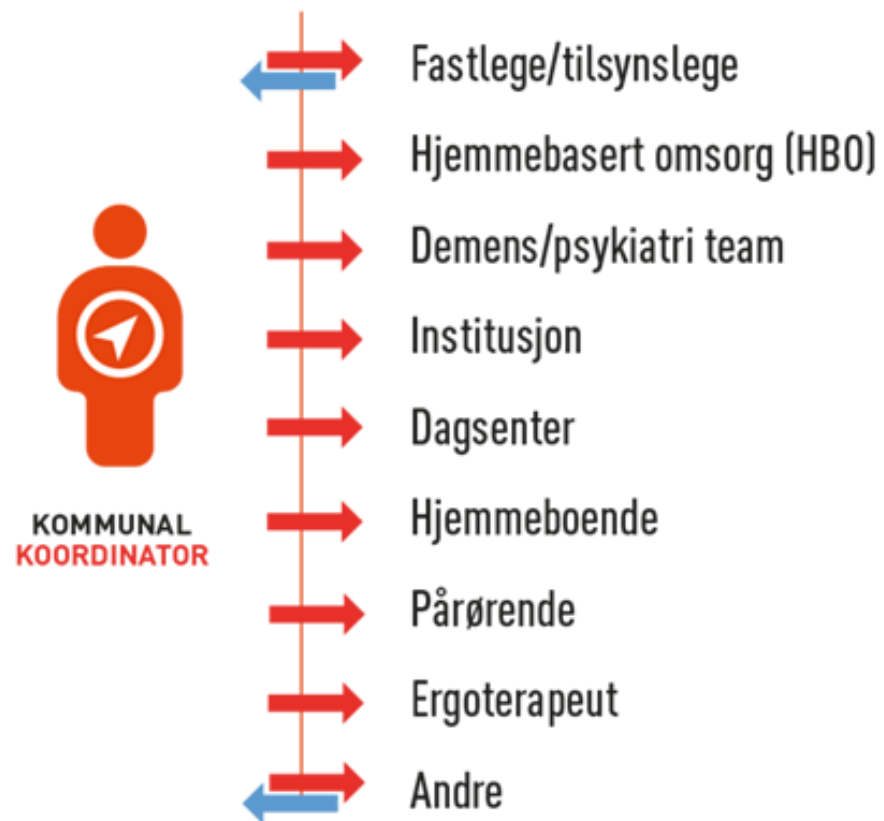 Fastlege/tilsynslege
Hjemmebasert omsorg (HBO)
Demens/psykiatri team
Institusjon
Dagsenter
Hjemmeboende
Pårørende
Ergoterapeut
Andre
KOMMUNAL
KOORDINATOR